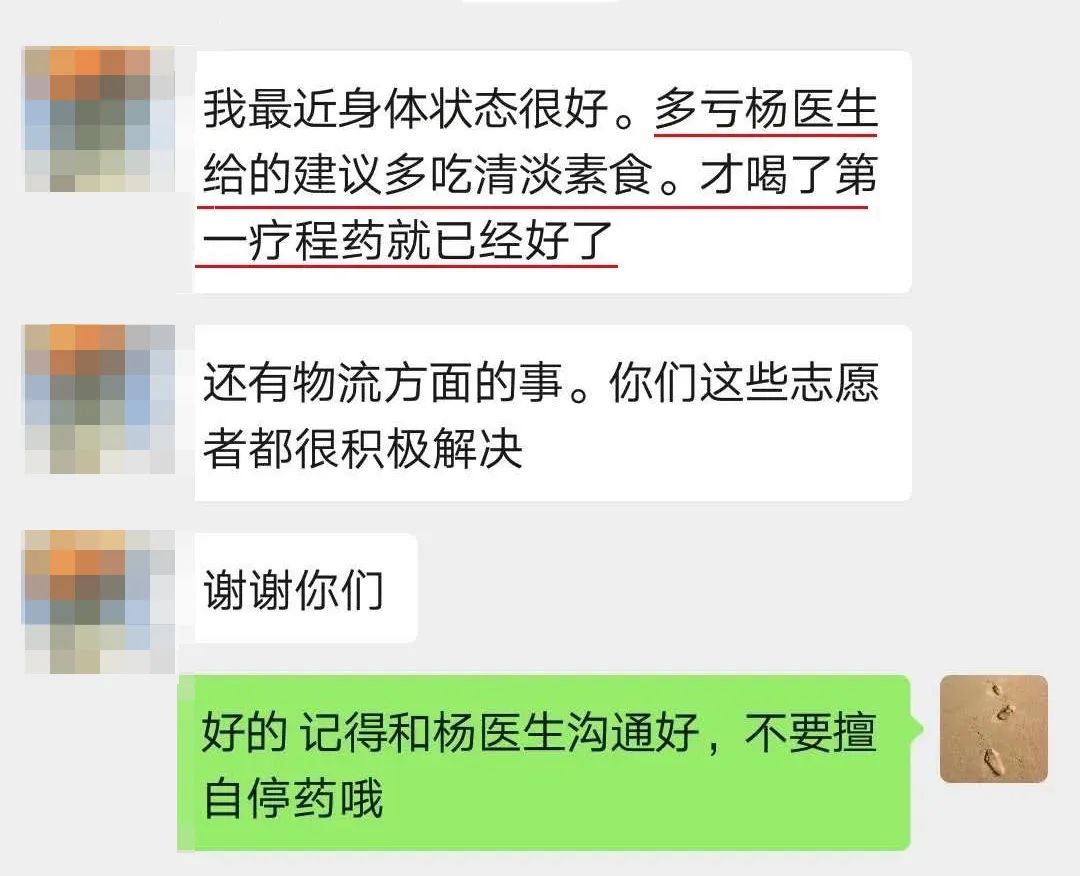 我最近身体状态很好。多亏杨医生
给的建议多吃清淡素食。才喝了第
一疗程药就已经好了
还有物流方面的事。你们这些志愿
者都很积极解决
谢谢你们
好的 记得和杨医生沟通好，不要擅
自停药哦